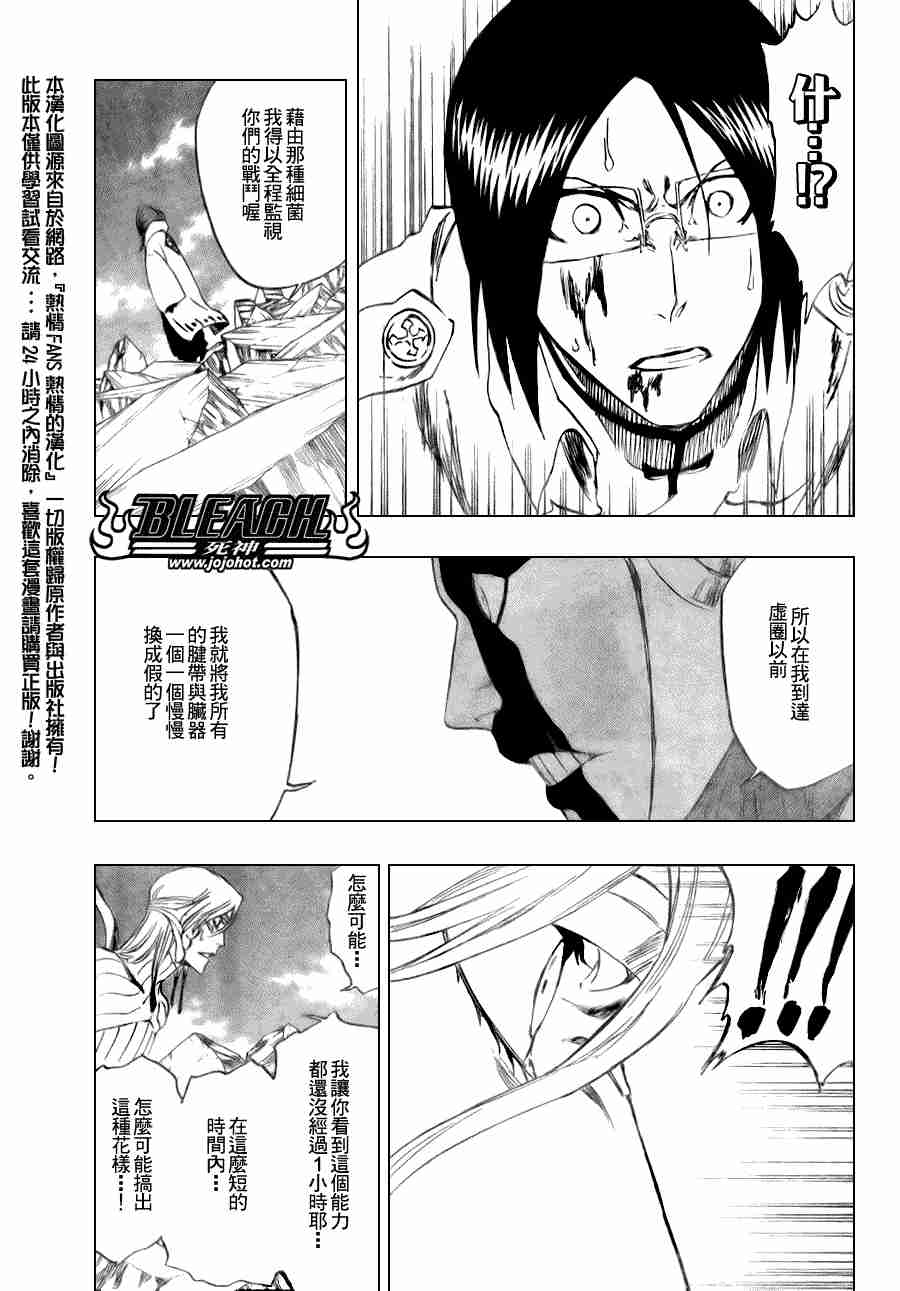 什…!?
藉由那種細菌
我得以全程監視
你們的戰鬥喔
所以在我到達
虛圈以前
我就將我所有
的腱帶與臟器
一個一個慢慢
換成假的了
!!!
怎麼可能…
我讓你看到這個能力
都還沒經過1小時耶…
在這麼短的
時間內…
怎麼可能搞出
這種花樣…!
BLEACH
死神
www.jojohot.com
本漢化圖源來自於網路，『熱情FANS熱情的漢化』一切版權歸原作者與出版社擁有！
此版本僅供學習試看交流… 請24小時之內消除，喜歡這套漫畫請購買正版！謝謝。